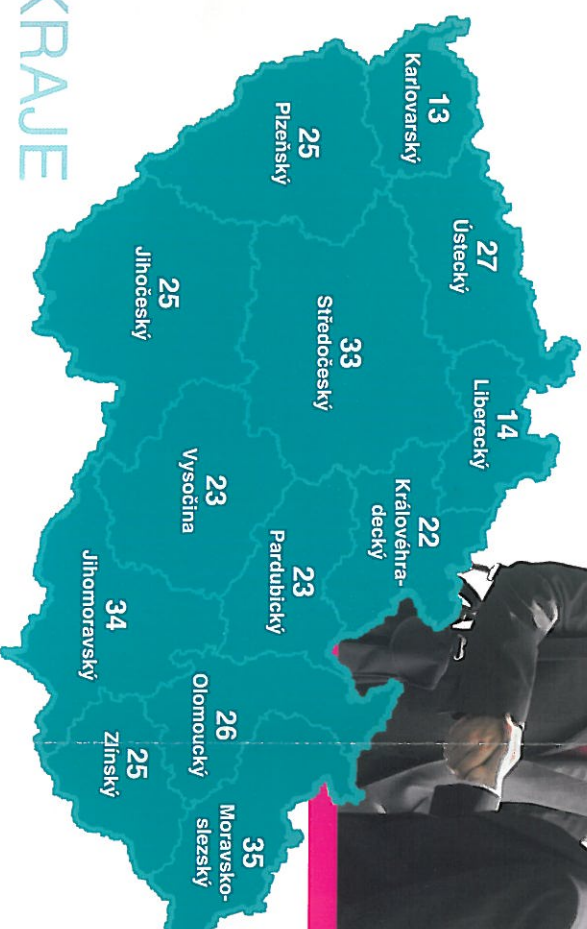 KRAJE
13
Karlovarský
27
Ústecký
14
Liberecký
25
Plzeňský
33
Středočeský
22
Královéhra-
decký
25
Jihočeský
23
Vysočina
23
Pardubický
34
Jihomoravský
26
Olomoucký
25
Zlínský
35
Moravsko-
slezský